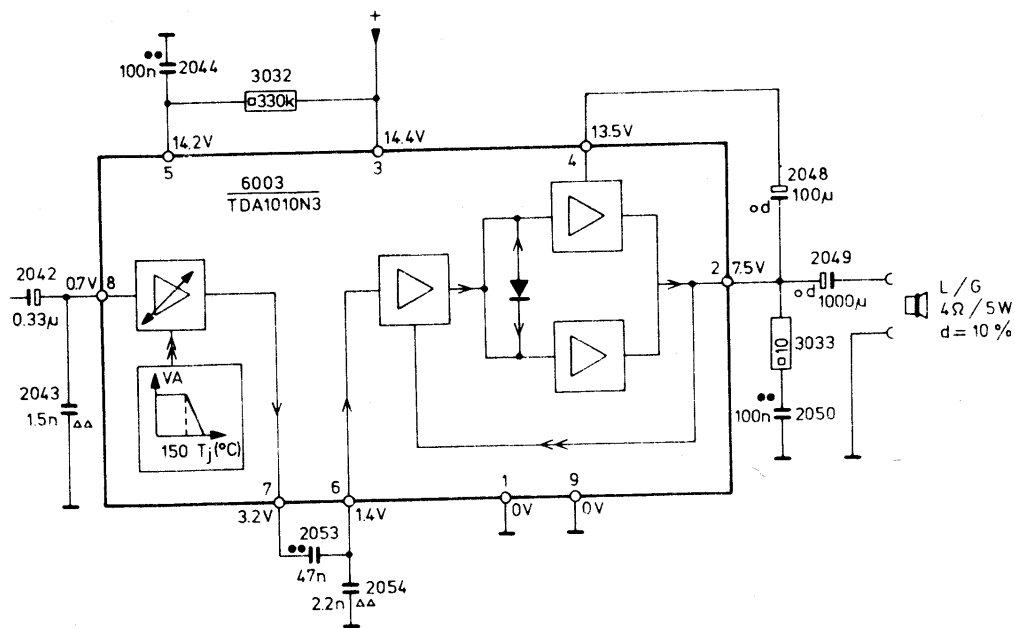 +
100n
2044
3032
330k
14.2V
14.4V
13.5V
5
3
4
6003
TDA1010N3
2048
100µ
d
2042
0.33µ
0.7V
8
2
7.5V
2049
d
1000µ
L/G
4Ω/5W
d=10%
3033
10
2043
1.5n
VA
150 Tj(°C)
100n
2050
7
6
1
9
3.2V
1.4V
0V
0V
2053
47n
2054
2.2n